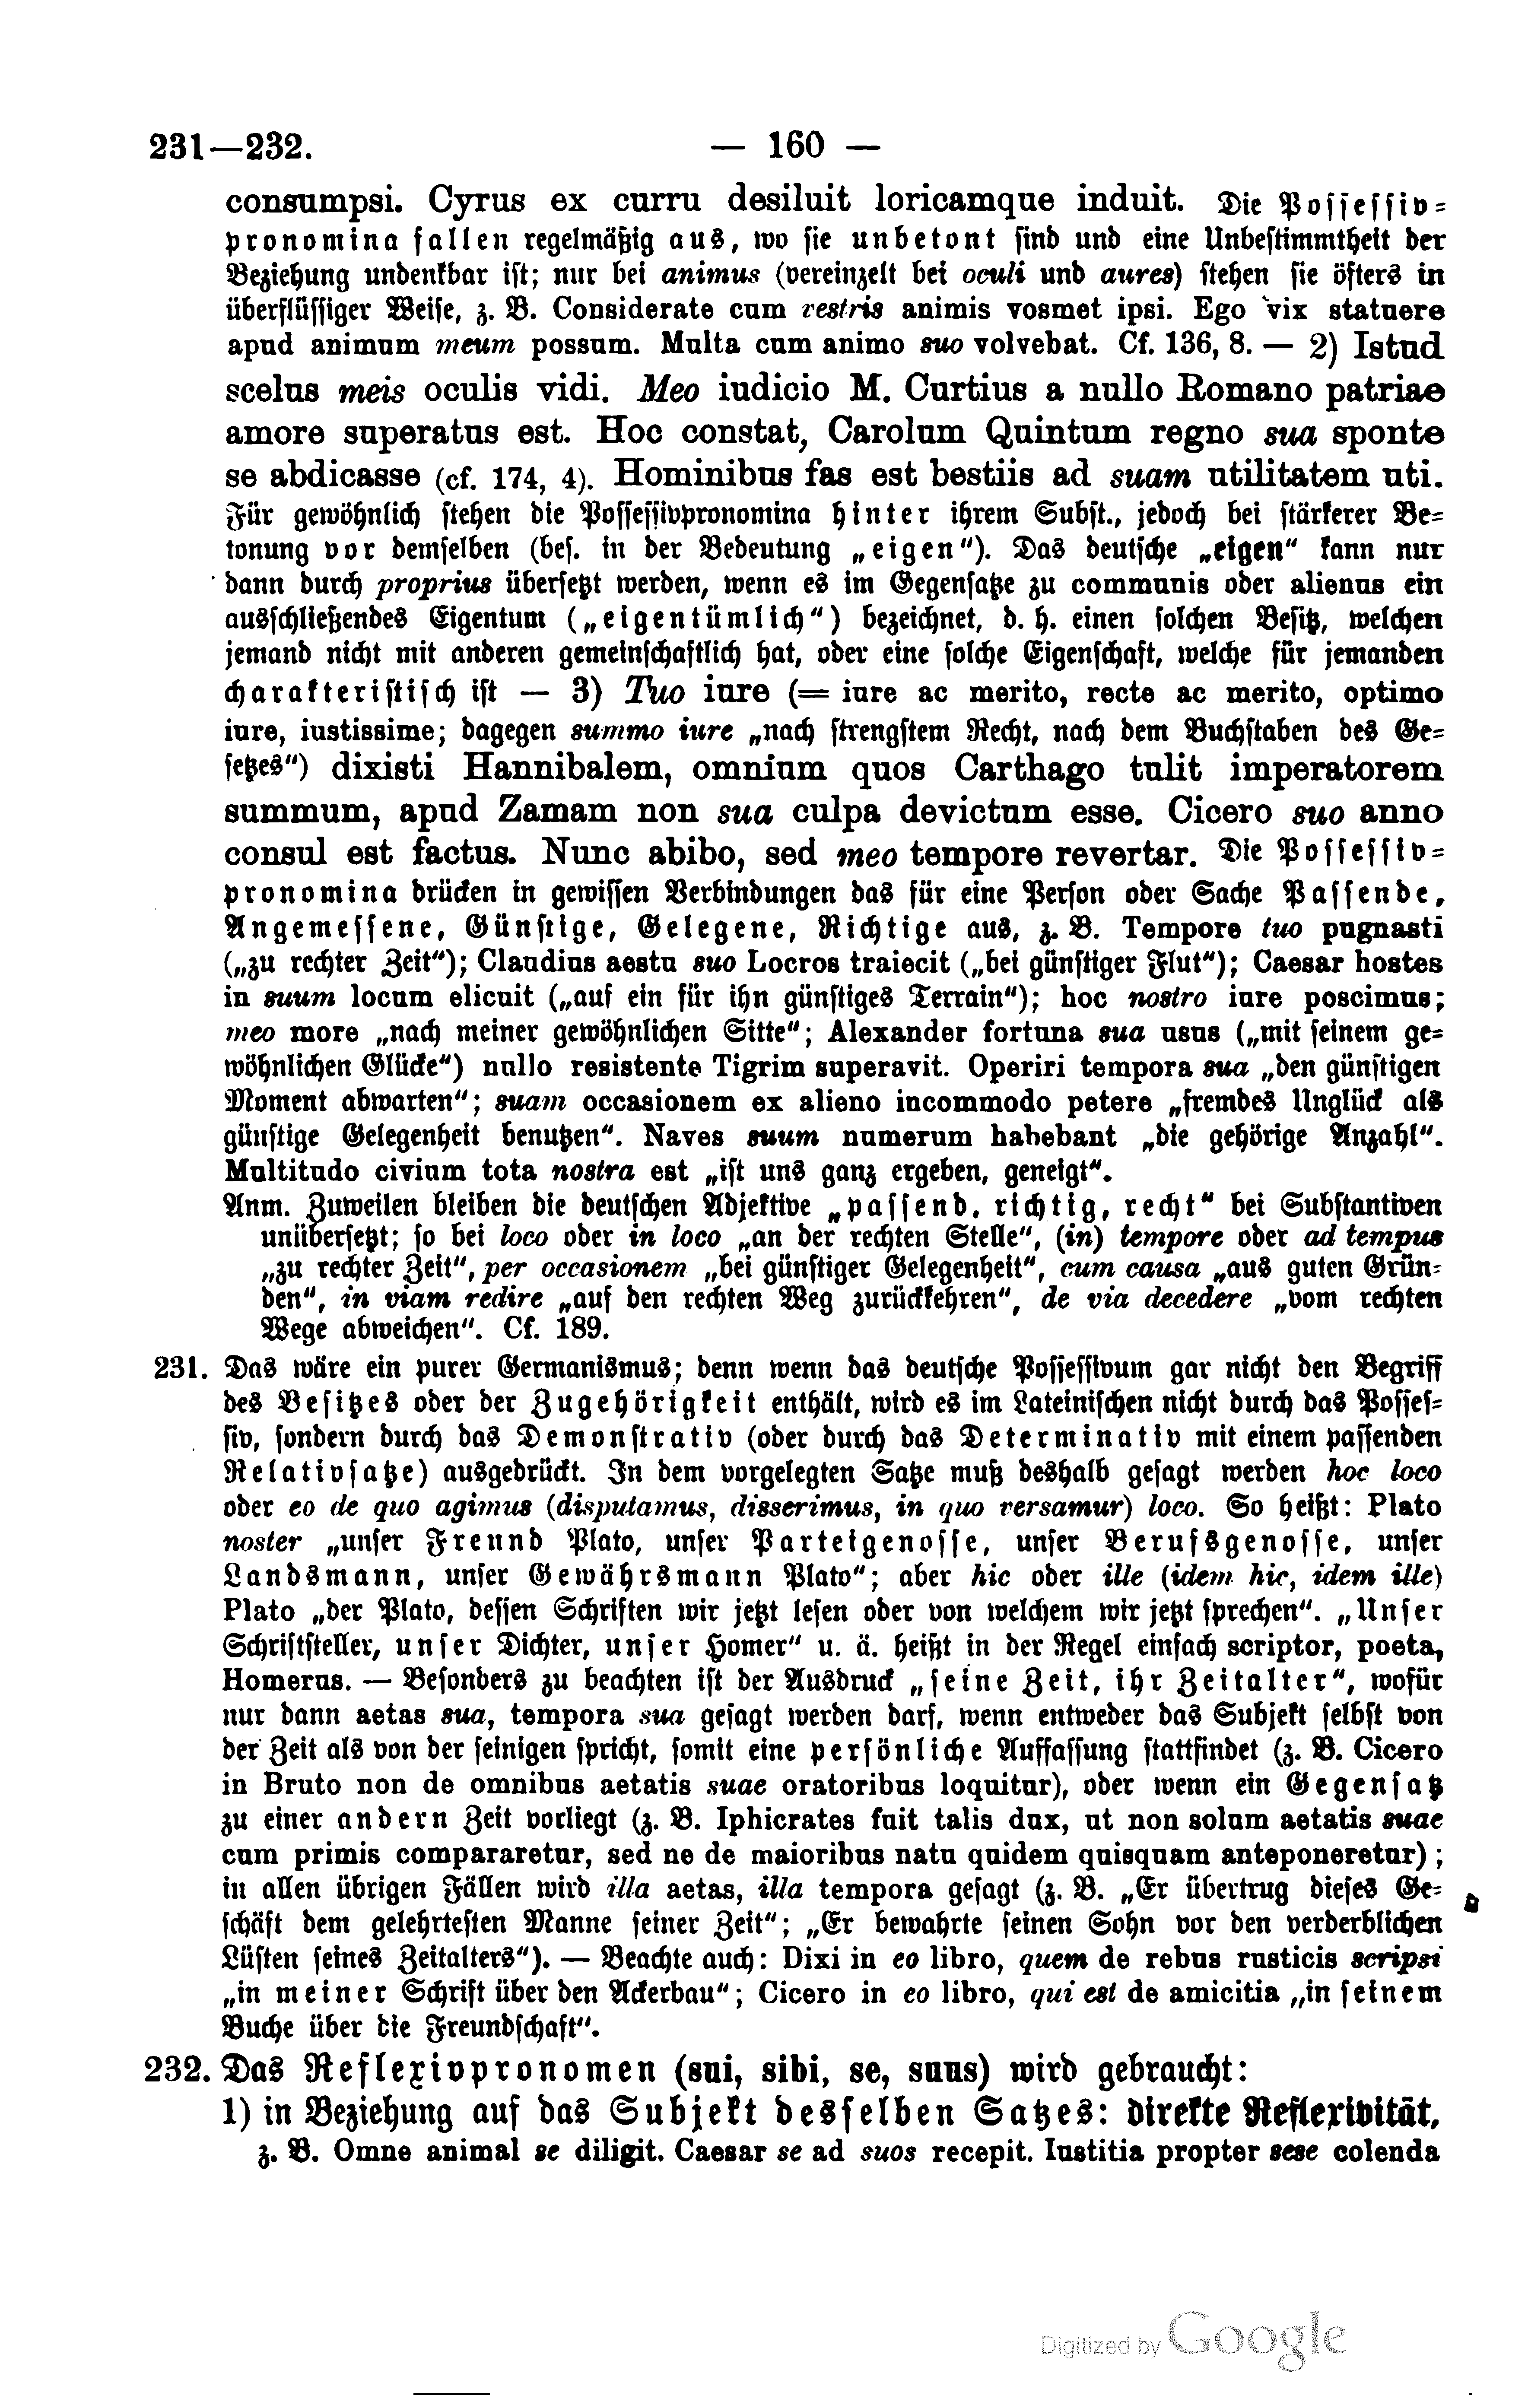 231—232.
— 160 —
consumpsi. Cyrus ex curru desiluit loricamque induit. Die Possessiv=
pronomina fallen regelmäßig aus, wo sie unbetont sind und eine Unbestimmtheit der
Beziehung undenkbar ist; nur bei animus (vereinzelt bei oculi und aures) stehen sie öfters in
überflüssiger Weise, z. B. Considerate cum vestris animis vosmet ipsi. Ego vix statuere
apud animum meum possum. Multa cum animo suo volvebat. Cf. 136, 8. — 2) Istud
scelus meis oculis vidi. Meo iudicio M. Curtius a nullo Romano patriae
amore superatus est. Hoc constat, Carolum Quintum regno sua sponte
se abdicasse (cf. 174, 4). Hominibus fas est bestiis ad suam utilitatem uti.
Für gewöhnlich stehen die Possessivpronomina hinter ihrem Subst., jedoch bei stärkerer Be=
tonung vor demselben (bes. in der Bedeutung „eigen“). Das deutsche „eigen“ kann nur
dann durch proprius übersetzt werden, wenn es im Gegensatze zu communis oder alienus ein
ausschließendes Eigentum („eigentümlich“) bezeichnet, d. h. einen solchen Besitz, welchen
jemand nicht mit anderen gemeinschaftlich hat, oder eine solche Eigenschaft, welche für jemanden
charakteristisch ist — 3) Tuo iure (= iure ac merito, recte ac merito, optimo
iure, iustissime; dagegen summo iure „nach strengstem Recht, nach dem Buchstaben des Ge=
setzes“) dixisti Hannibalem, omnium quos Carthago tulit imperatorem
summum, apud Zamam non sua culpa devictum esse. Cicero suo anno
consul est factus. Nunc abibo, sed meo tempore revertar. Die Possessiv=
pronomina drücken in gewissen Verbindungen das für eine Person oder Sache Passende,
Angemessene, Günstige, Gelegene, Richtige aus, z. B. Tempore tuo pugnasti
(„zu rechter Zeit“); Claudius aestu suo Locros traiecit („bei günstiger Flut“); Caesar hostes
in suum locum elicuit („auf ein für ihn günstiges Terrain“); hoc nostro iure poscimus;
meo more „nach meiner gewöhnlichen Sitte“; Alexander fortuna sua usus („mit seinem ge=
wöhnlichen Glücke“) nullo resistente Tigrim superavit. Operiri tempora sua „den günstigen
Moment abwarten“; suam occasionem ex alieno incommodo petere „fremdes Unglück als
günstige Gelegenheit benutzen“. Naves suum numerum habebant „die gehörige Anzahl“.
Multitudo civium tota nostra est „ist uns ganz ergeben, geneigt“.
Anm. Zuweilen bleiben die deutschen Adjektive „passend, richtig, recht“ bei Substantiven
unübersetzt; so bei loco oder in loco „an der rechten Stelle“, (in) tempore oder ad tempus
„zu rechter Zeit“, per occasionem „bei günstiger Gelegenheit“, cum causa „aus guten Grün=
den“, in viam redire „auf den rechten Weg zurückkehren“, de via decedere „vom rechten
Wege abweichen“. Cf. 189.
231. Das wäre ein purer Germanismus; denn wenn das deutsche Possessivum gar nicht den Begriff
des Besitzes oder der Zugehörigkeit enthält, wird es im Lateinischen nicht durch das Posses=
siv, sondern durch das Demonstrativ (oder durch das Determinativ mit einem passenden
Relativsatze) ausgedrückt. In dem vorgelegten Satze muß deshalb gesagt werden hoc loco
oder eo de quo agimus (disputamus, disserimus, in quo versamur) loco. So heißt: Plato
noster „unser Freund Plato, unser Parteigenosse, unser Berufsgenosse, unser
Landsmann, unser Gewährsmann Plato“; aber hic oder ille (idem hic, idem ille)
Plato „der Plato, dessen Schriften wir jetzt lesen oder von welchem wir jetzt sprechen“. „Unser
Schriftsteller, unser Dichter, unser Homer“ u. ä. heißt in der Regel einfach scriptor, poeta,
Homerus. — Besonders zu beachten ist der Ausdruck „seine Zeit, ihr Zeitalter“, wofür
nur dann aetas sua, tempora sua gesagt werden darf, wenn entweder das Subjekt selbst von
der Zeit als von der seinigen spricht, somit eine persönliche Auffassung stattfindet (z. B. Cicero
in Bruto non de omnibus aetatis suae oratoribus loquitur), oder wenn ein Gegensatz
zu einer andern Zeit vorliegt (z. B. Iphicrates fuit talis dux, ut non solum aetatis suae
cum primis compararetur, sed ne de maioribus natu quidem quisquam anteponeretur);
in allen übrigen Fällen wird illa aetas, illa tempora gesagt (z. B. „Er übertrug dieses Ge=
schäft dem gelehrtesten Manne seiner Zeit“; „Er bewahrte seinen Sohn vor den verderblichen
Lüsten seines Zeitalters“). — Beachte auch: Dixi in eo libro, quem de rebus rusticis scripsi
„in meiner Schrift über den Ackerbau“; Cicero in eo libro, qui est de amicitia „in seinem
Buche über die Freundschaft“.
232. Das Reflexivpronomen (sui, sibi, se, suus) wird gebraucht:
1) in Beziehung auf das Subjekt desselben Satzes: direkte Reflexivität,
z. B. Omne animal se diligit. Caesar se ad suos recepit. Iustitia propter sese colenda
Digitized by Google